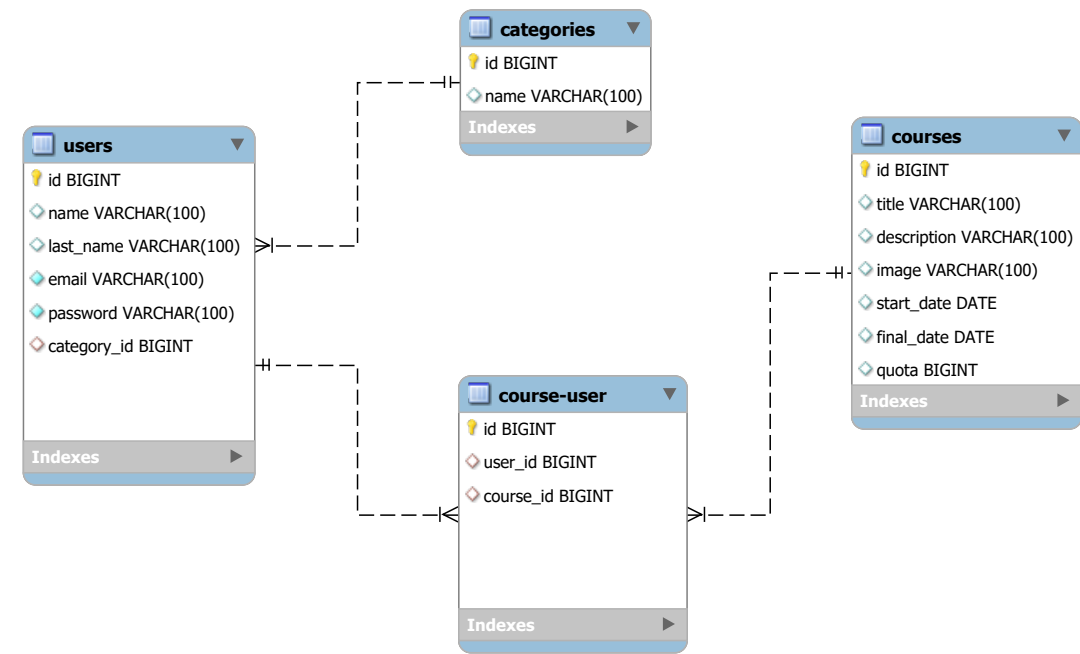 categories
id BIGINT
name VARCHAR(100)
Indexes
users
id BIGINT
name VARCHAR(100)
last_name VARCHAR(100)
email VARCHAR(100)
password VARCHAR(100)
category_id BIGINT
Indexes
courses
id BIGINT
title VARCHAR(100)
description VARCHAR(100)
image VARCHAR(100)
start_date DATE
final_date DATE
quota BIGINT
Indexes
course-user
id BIGINT
user_id BIGINT
course_id BIGINT
Indexes